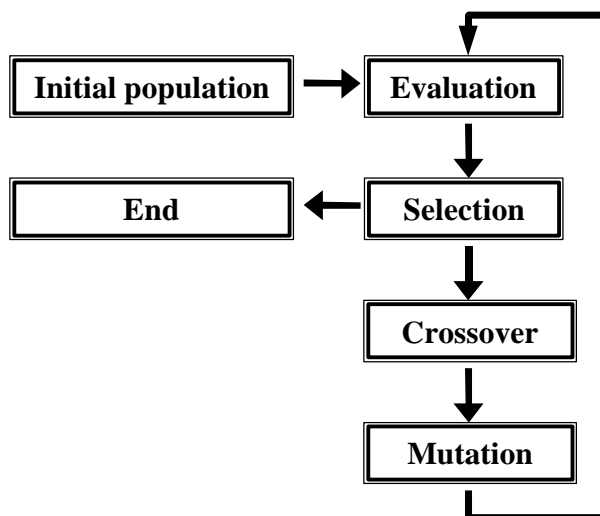 Initial population
Evaluation
End
Selection
Crossover
Mutation